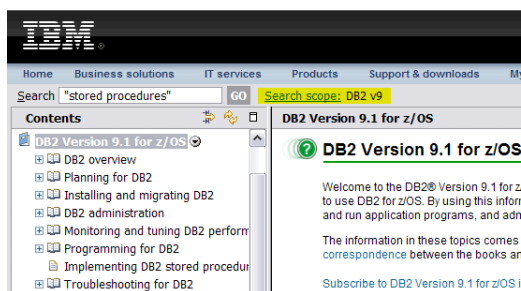 IBM®
Home Business solutions IT services Products Support & downloads
Search "stored procedures" GO Search scope: DB2 v9
Contents DB2 Version 9.1 for z/OS
DB2 Version 9.1 for z/OS
DB2 overview
Planning for DB2
Installing and migrating DB2
DB2 administration
Monitoring and tuning DB2 perform
Programming for DB2
Implementing DB2 stored procedur
Troubleshooting for DB2
DB2 Version 9.1 for z/OS
Welcome to the DB2® Version 9.1 for z
to use DB2 for z/OS. By using this infor
and run application programs, and adm
The information in these topics comes
correspondence between the books an
Subscribe to DB2 Version 9.1 for z/OS